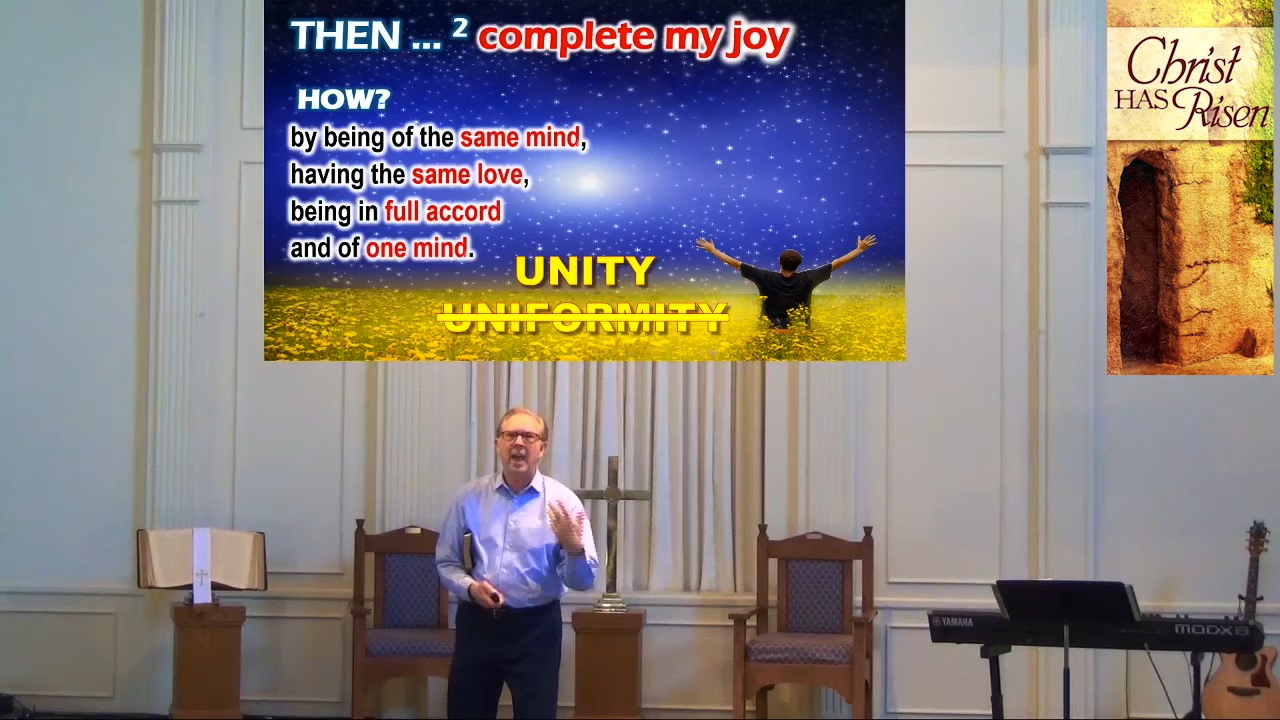 THEN ... ² complete my joy
HOW?
by being of the same mind,
having the same love,
being in full accord
and of one mind.
UNITY
UNIFORMITY
Christ
HAS Risen
YAMAHA
MODX8